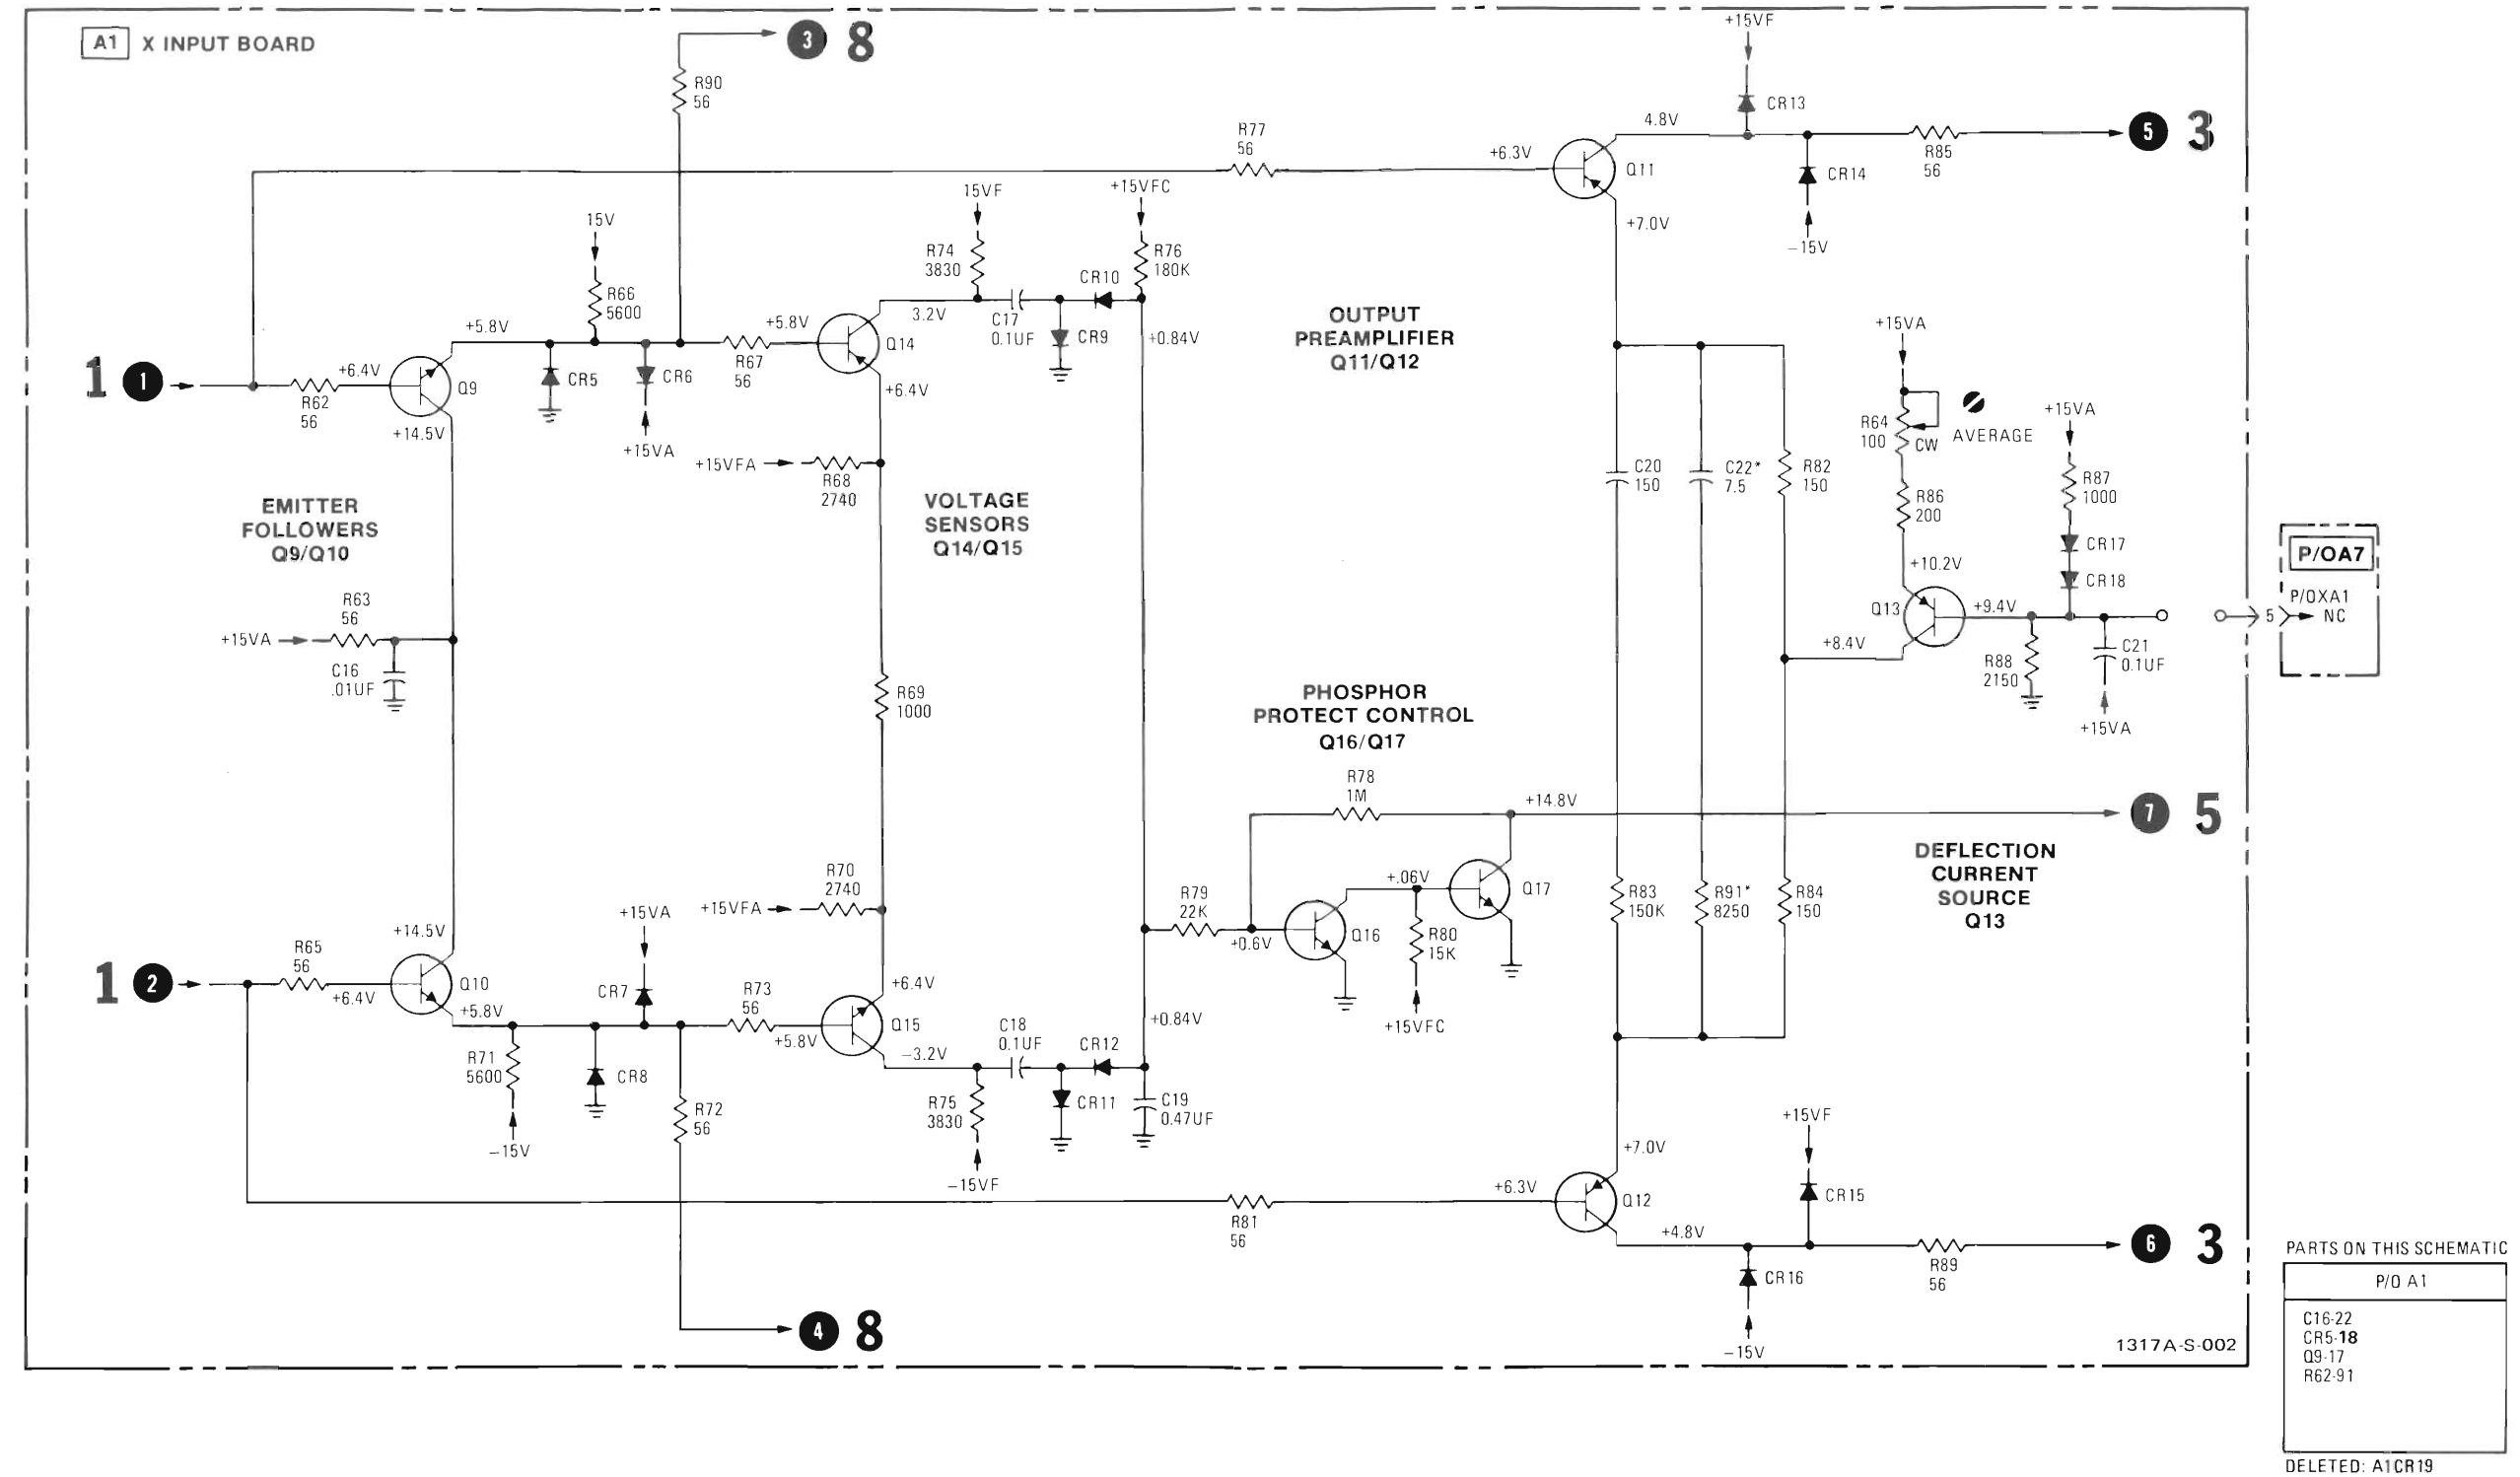 A1 X INPUT BOARD
3 8
R90
56
+15VF
CR13
4.8V
5 3
R85
56
R77
56
+6.3V
Q11
CR14
+7.0V
−15V
15V
15VF
+15VFC
R74
3830
R76
180K
CR10
R66
5600
+5.8V
+5.8V
Q14
3.2V
C17
0.1UF
CR9
+0.84V
OUTPUT
PREAMPLIFIER
Q11/Q12
1 1
+6.4V
Q9
R62
56
CR5
CR6
R67
56
+6.4V
+14.5V
+15VA
+15VFA
R68
2740
+15VA
R64
100
CW
AVERAGE
+15VA
C20
150
C22*
7.5
R82
150
R86
200
R87
1000
CR17
CR18
EMITTER
FOLLOWERS
Q9/Q10
VOLTAGE
SENSORS
Q14/Q15
+10.2V
Q13
+9.4V
P/OA7
P/OXA1
5
NC
R63
56
+15VA
C16
.01UF
+8.4V
R88
2150
C21
0.1UF
+15VA
R69
1000
PHOSPHOR
PROTECT CONTROL
Q16/Q17
R78
1M
+14.8V
7 5
R70
2740
+15VFA
+15VA
DEFLECTION
CURRENT
SOURCE
Q13
R79
22K
+.06V
Q17
R83
150K
R91*
8250
R84
150
+0.6V
Q16
R80
15K
+15VFC
+14.5V
R65
56
1 2
+6.4V
Q10
+5.8V
CR7
R73
56
+6.4V
Q15
+5.8V
−3.2V
C18
0.1UF
CR12
+0.84V
R71
5600
CR8
−15V
R72
56
R75
3830
CR11
C19
0.47UF
−15VF
+15VF
+7.0V
R81
56
+6.3V
Q12
CR15
+4.8V
6 3
CR16
R89
56
−15V
4 8
1317A-S-002
PARTS ON THIS SCHEMATIC
P/O A1
C16-22
CR5-18
Q9-17
R62-91
DELETED: A1CR19